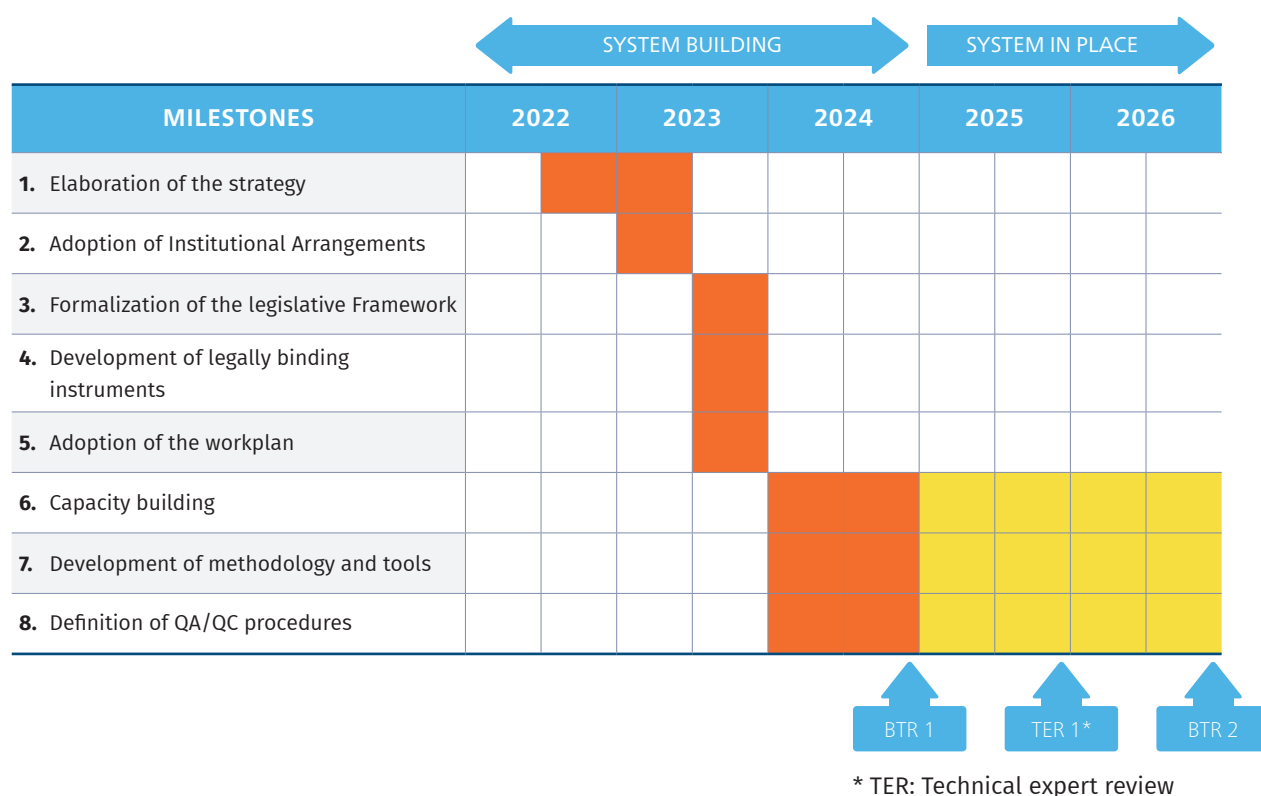 SYSTEM BUILDING SYSTEM IN PLACE
MILESTONES 2022 2023 2024 2025 2026
1. Elaboration of the strategy
2. Adoption of Institutional Arrangements
3. Formalization of the legislative Framework
4. Development of legally binding
instruments
5. Adoption of the workplan
6. Capacity building
7. Development of methodology and tools
8. Definition of QA/QC procedures
BTR 1 TER 1* BTR 2
* TER: Technical expert review